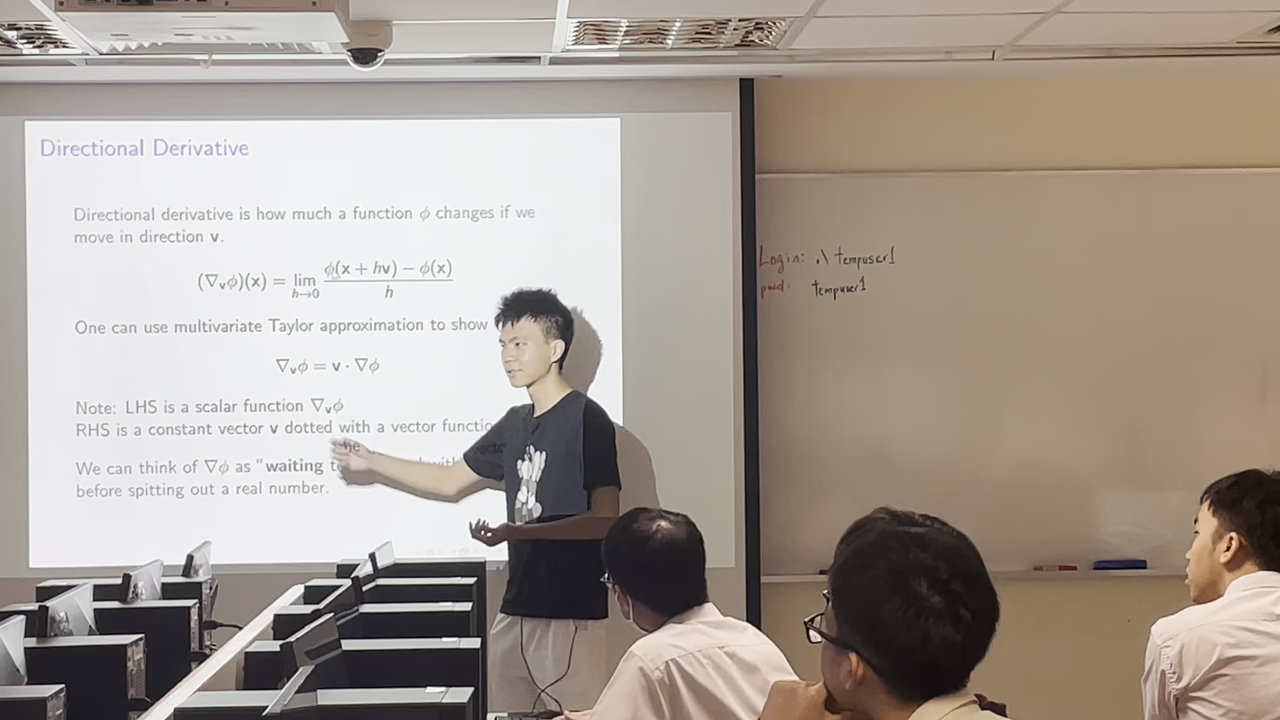 Directional Derivative
Directional derivative is how much a function ϕ changes if we
move in direction v.
(∇ᵥϕ)(x) = lim h→0 ϕ(x + hv) − ϕ(x) / h
One can use multivariate Taylor approximation to show
∇ᵥϕ = v · ∇ϕ
Note: LHS is a scalar function ∇ᵥϕ
RHS is a constant vector v dotted with a vector
We can think of ∇ϕ as "waiting
before spitting out a real number.
Login: .\ tempuser1
pwd: tempuser1